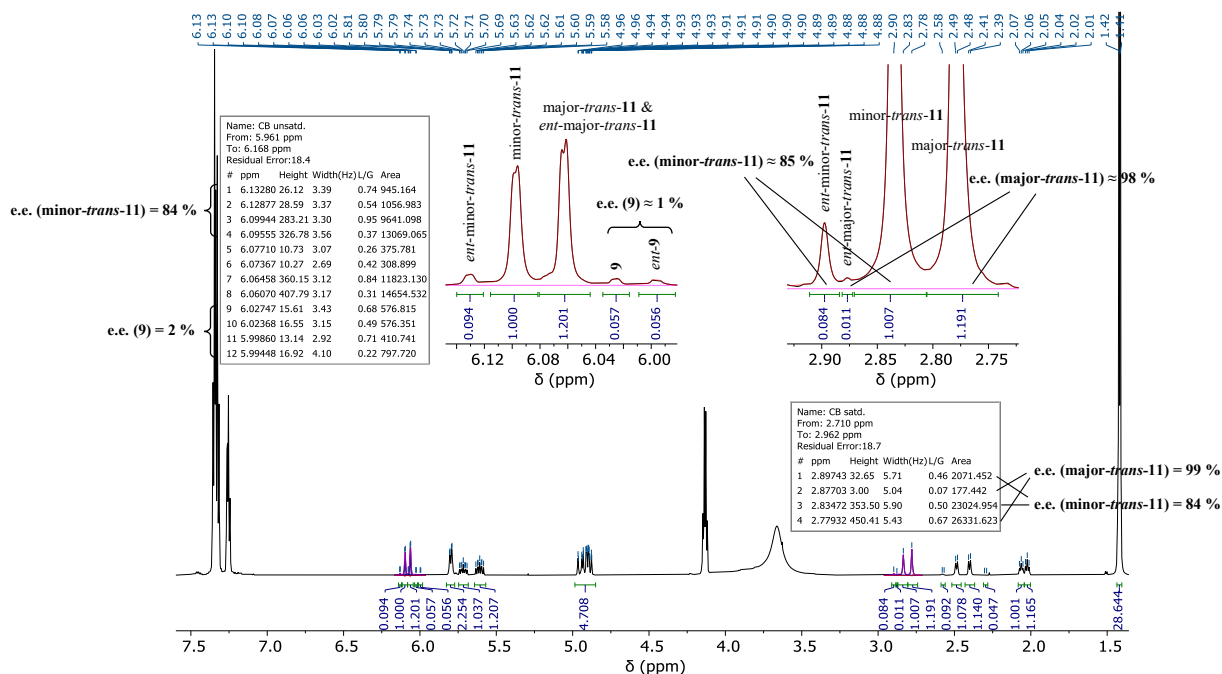 6.13 6.13 6.10 6.10 6.08 6.07 6.06 6.06 6.03 6.02 5.81 5.80 5.79 5.79 5.74 5.73 5.73 5.72 5.71 5.70 5.69 5.63 5.62 5.62 5.61 5.60 5.59 4.96 4.96 4.94 4.94 4.93 4.93 4.91 4.91 4.91 4.90 4.90 4.89 4.89 4.88 4.88 4.88 2.90 2.83 2.78 2.58 2.49 2.48 2.41 2.39 2.07 2.06 2.05 2.04 2.02 2.01 1.42 1.41
Name: CB unsatd.
From: 5.961 ppm
To: 6.168 ppm
Residual Error:18.4
# ppm Height Width(Hz) L/G Area
1 6.13280 26.12 3.39 0.74 945.164
2 6.12877 28.59 3.37 0.54 1056.983
3 6.09944 283.21 3.30 0.95 9641.098
4 6.09555 326.78 3.56 0.37 13069.065
5 6.07710 10.73 3.07 0.26 375.781
6 6.07367 10.27 2.69 0.42 308.899
7 6.06458 360.15 3.12 0.84 11823.130
8 6.06070 407.79 3.17 0.31 14654.532
9 6.02747 15.61 3.43 0.68 576.815
10 6.02368 16.55 3.15 0.49 576.351
11 5.99860 13.14 2.92 0.71 410.741
12 5.99448 16.92 4.10 0.22 797.720
e.e. (minor-trans-11) = 84 %
e.e. (9) = 2 %
ent-minor-trans-11
minor-trans-11
major-trans-11 &
ent-major-trans-11
e.e. (9) ≈ 1 %
9
ent-9
0.094 1.000 1.201 0.057 0.056
6.12 6.08 6.04 6.00
δ (ppm)
e.e. (minor-trans-11) ≈ 85 %
ent-minor-trans-11
ent-major-trans-11
minor-trans-11
major-trans-11
e.e. (major-trans-11) ≈ 98 %
0.084 0.011 1.007 1.191
2.90 2.85 2.80 2.75
δ (ppm)
Name: CB satd.
From: 2.710 ppm
To: 2.962 ppm
Residual Error:18.7
# ppm Height Width(Hz) L/G Area
1 2.89743 32.65 5.71 0.46 2071.452
2 2.87703 3.00 5.04 0.07 177.442
3 2.83472 353.50 5.90 0.50 23024.954
4 2.77932 450.41 5.43 0.67 26331.623
e.e. (major-trans-11) = 99 %
e.e. (minor-trans-11) = 84 %
0.094 1.000 1.201 0.057 0.056 2.254 1.037 1.207 4.708 0.084 0.011 1.007 1.191 0.092 1.078 1.140 0.047 1.001 1.165 28.644
7.5 7.0 6.5 6.0 5.5 5.0 4.5 4.0 3.5 3.0 2.5 2.0 1.5
δ (ppm)